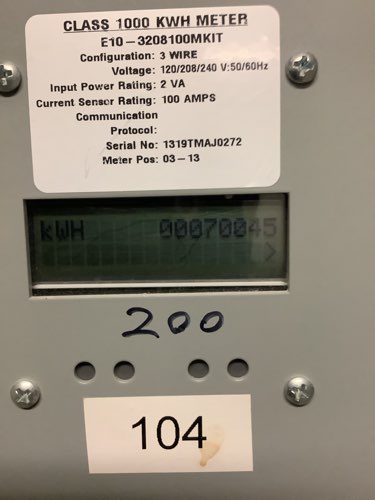 CLASS 1000 KWH METER
E10-3208100MKIT
Configuration: 3 WIRE
Voltage: 120/208/240 V:50/60Hz
Input Power Rating: 2 VA
Current Sensor Rating: 100 AMPS
Communication
Protocol:
Serial No: 1319TMAJ0272
Meter Pos: 03-13
kWH 00070045
>
200
104